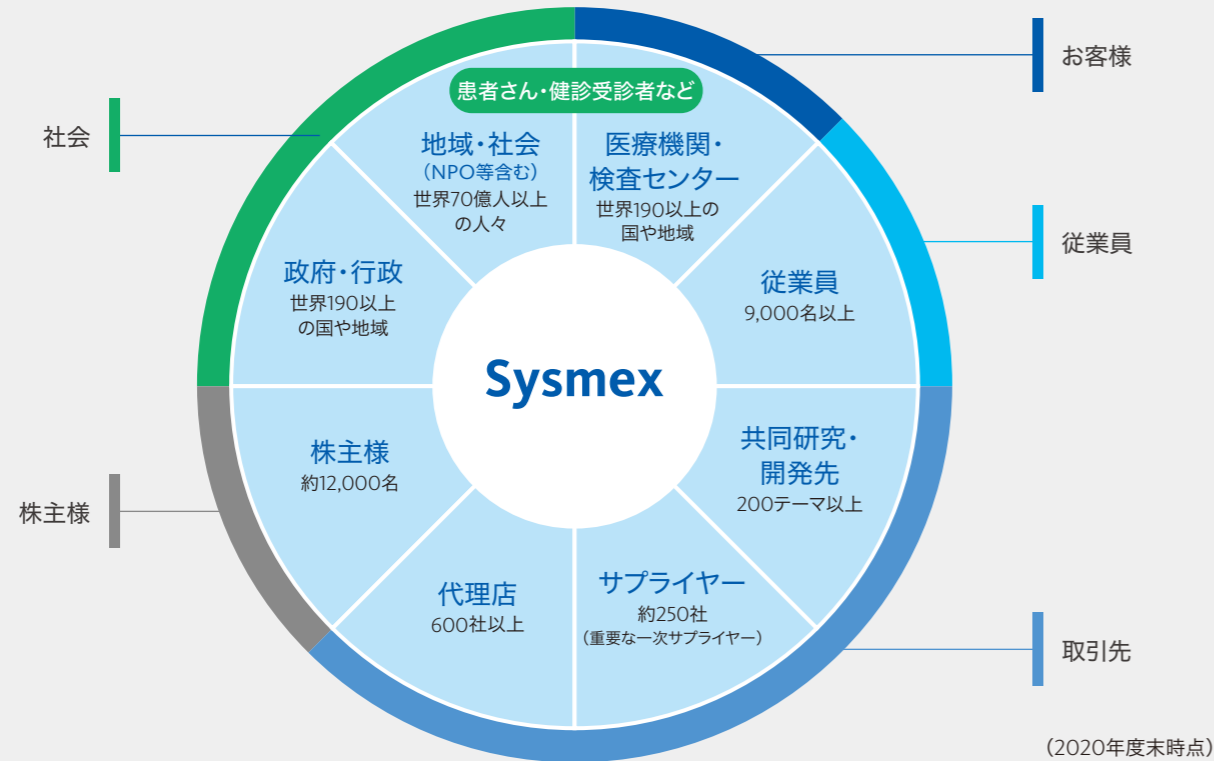 お客様
患者さん・健診受診者など
社会
地域・社会
（NPO等含む）
世界70億人以上
の人々
医療機関・
検査センター
世界190以上の
国や地域
従業員
政府・行政
世界190以上
の国や地域
従業員
9,000名以上
Sysmex
株主様
約12,000名
共同研究・
開発先
200テーマ以上
株主様
代理店
600社以上
サプライヤー
約250社
（重要な一次サプライヤー）
取引先
（2020年度末時点）